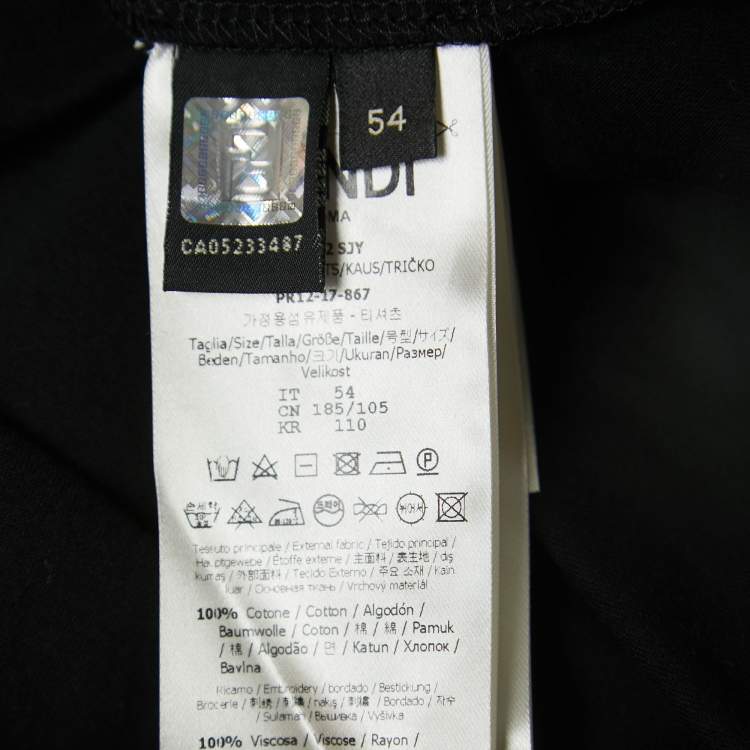 54
CA05233487
NDI
MA
2 SJY
TS/KAUS/TRIČKO
PR12-17-867
가정용섬유제품 - 티셔츠
Taglia/Size/Talla/Größe/Taille/号型/サイズ/
Beden/Tamanho/크기/Ukuran/Размер/
Velikost
IT 54
CN 185/105
KR 110
Tessuto principale / External fabric / Tejido principal /
Hauptgewebe / Étoffe externe / 主面料 / 表生地 / dış
kumaş / 外部面料 / Tecido Externo / 주요 소재 / Kain
luar / Основная ткань / Vrchový materiál
100% Cotone / Cotton / Algodón /
Baumwolle / Coton / 棉 / 綿 / Pamuk
/ 棉 / Algodão / 면 / Katun / Хлопок /
Bavlna
Ricamo / Embroidery / bordado / Bestickung /
Broderie / 刺绣 / 刺繍 / nakış / 刺繡 / Bordado / 자수
/ Sulaman / Вышивка / Výšivka
100% Viscosa / Viscose / Rayon /